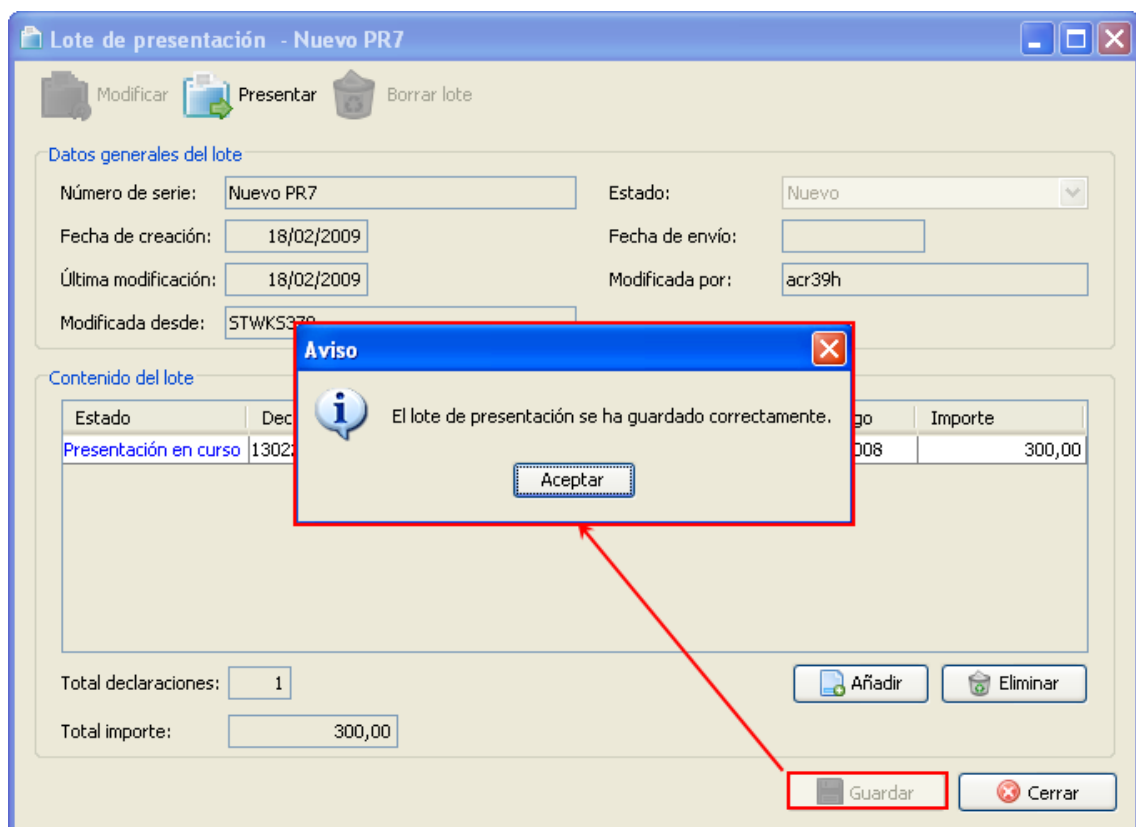 Lote de presentación - Nuevo PR7
Modificar Presentar Borrar lote
Datos generales del lote
Número de serie: Nuevo PR7 Estado: Nuevo
Fecha de creación: 18/02/2009 Fecha de envío:
Última modificación: 18/02/2009 Modificada por: acr39h
Modificada desde:
Aviso
El lote de presentación se ha guardado correctamente.
Aceptar
Contenido del lote
Estado Importe
Presentación en curso 300,00
Total declaraciones: 1 Añadir Eliminar
Total importe: 300,00
Guardar Cerrar